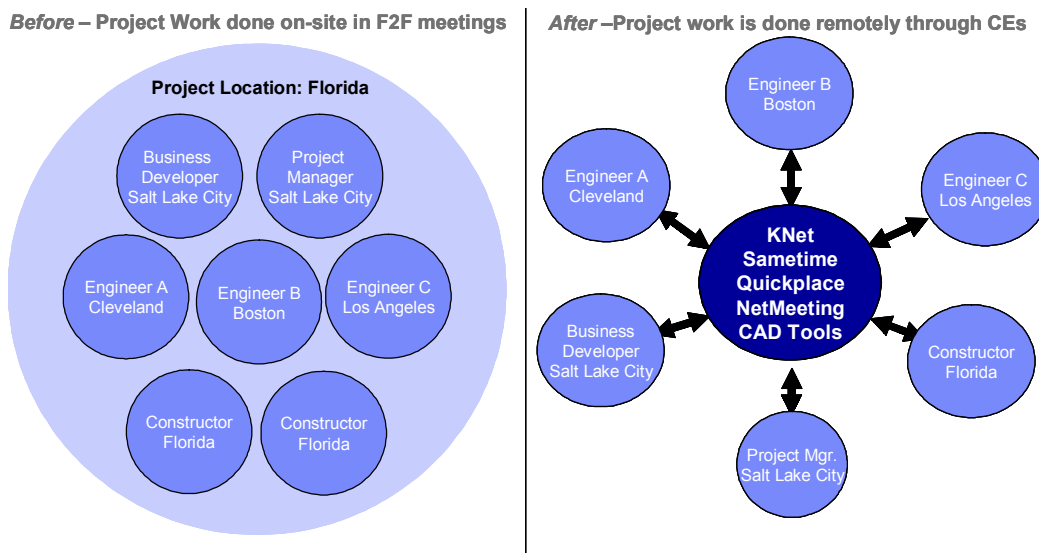 Before – Project Work done on-site in F2F meetings
Project Location: Florida
Business
Developer
Salt Lake City
Project
Manager
Salt Lake City
Engineer A
Cleveland
Engineer B
Boston
Engineer C
Los Angeles
Constructor
Florida
Constructor
Florida
After –Project work is done remotely through CEs
Engineer B
Boston
Engineer A
Cleveland
Engineer C
Los Angeles
KNet
Sametime
Quickplace
NetMeeting
CAD Tools
Business
Developer
Salt Lake City
Constructor
Florida
Project Mgr.
Salt Lake City